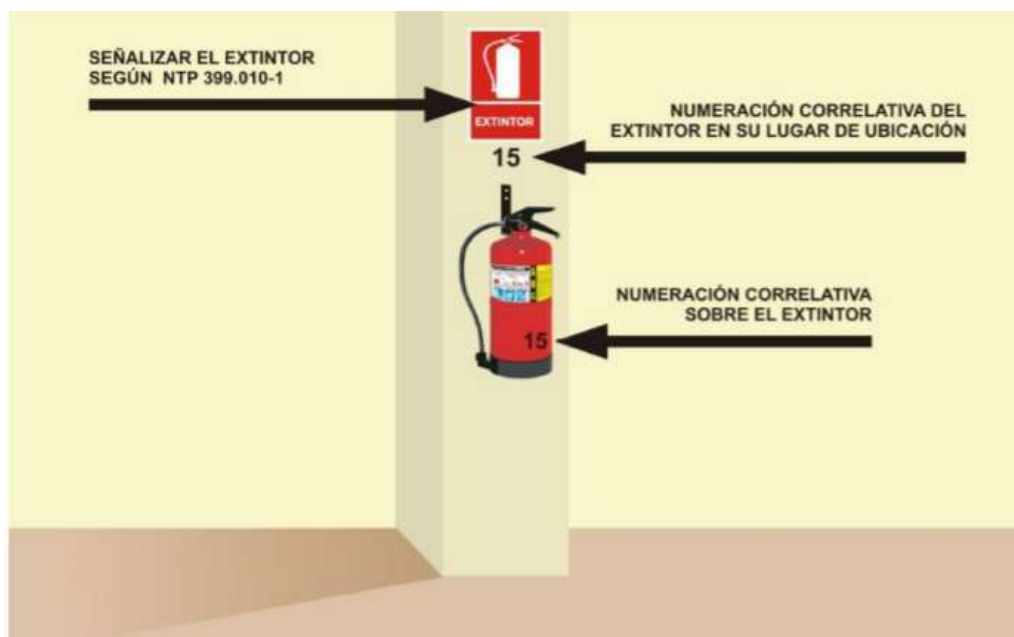 SEÑALIZAR EL EXTINTOR
SEGÚN NTP 399.010-1
EXTINTOR
NUMERACIÓN CORRELATIVA DEL
EXTINTOR EN SU LUGAR DE UBICACIÓN
15
NUMERACIÓN CORRELATIVA
SOBRE EL EXTINTOR
15